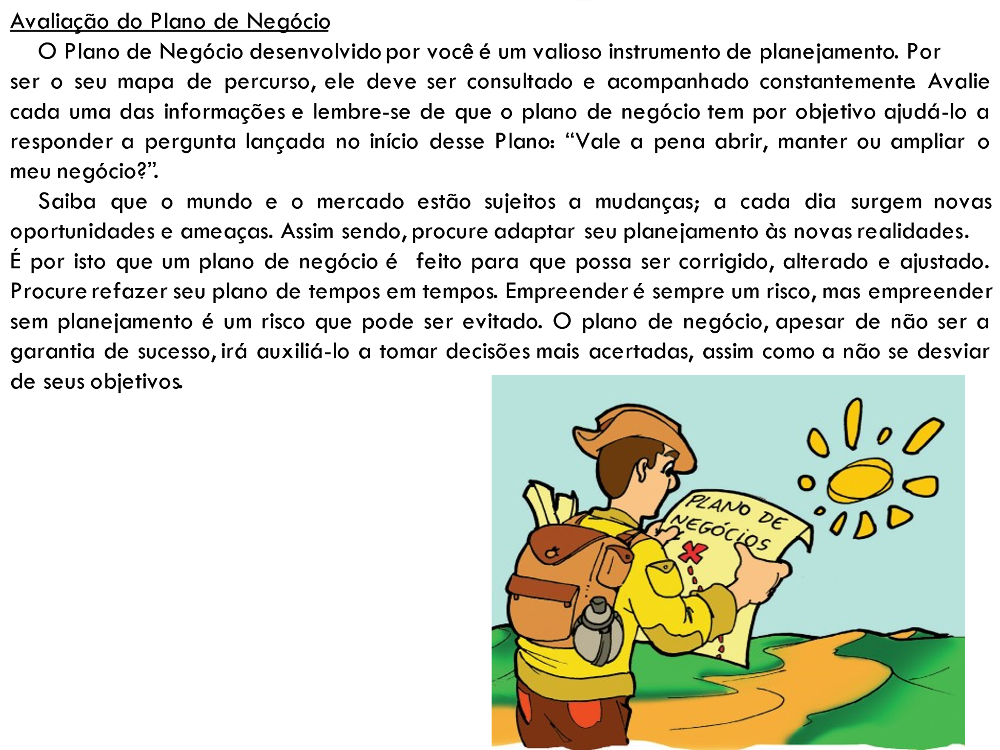 Avaliação do Plano de Negócio
O Plano de Negócio desenvolvido por você é um valioso instrumento de planejamento. Por
ser o seu mapa de percurso, ele deve ser consultado e acompanhado constantemente. Avalie
cada uma das informações e lembre-se de que o plano de negócio tem por objetivo ajudá-lo a
responder a pergunta lançada no início desse Plano: “Vale a pena abrir, manter ou ampliar o
meu negócio?”.
Saiba que o mundo e o mercado estão sujeitos a mudanças; a cada dia surgem novas
oportunidades e ameaças. Assim sendo, procure adaptar seu planejamento às novas realidades.
É por isto que um plano de negócio é feito para que possa ser corrigido, alterado e ajustado.
Procure refazer seu plano de tempos em tempos. Empreender é sempre um risco, mas empreender
sem planejamento é um risco que pode ser evitado. O plano de negócio, apesar de não ser a
garantia de sucesso, irá auxiliá-lo a tomar decisões mais acertadas, assim como a não se desviar
de seus objetivos.
PLANO DE
NEGÓCIOS